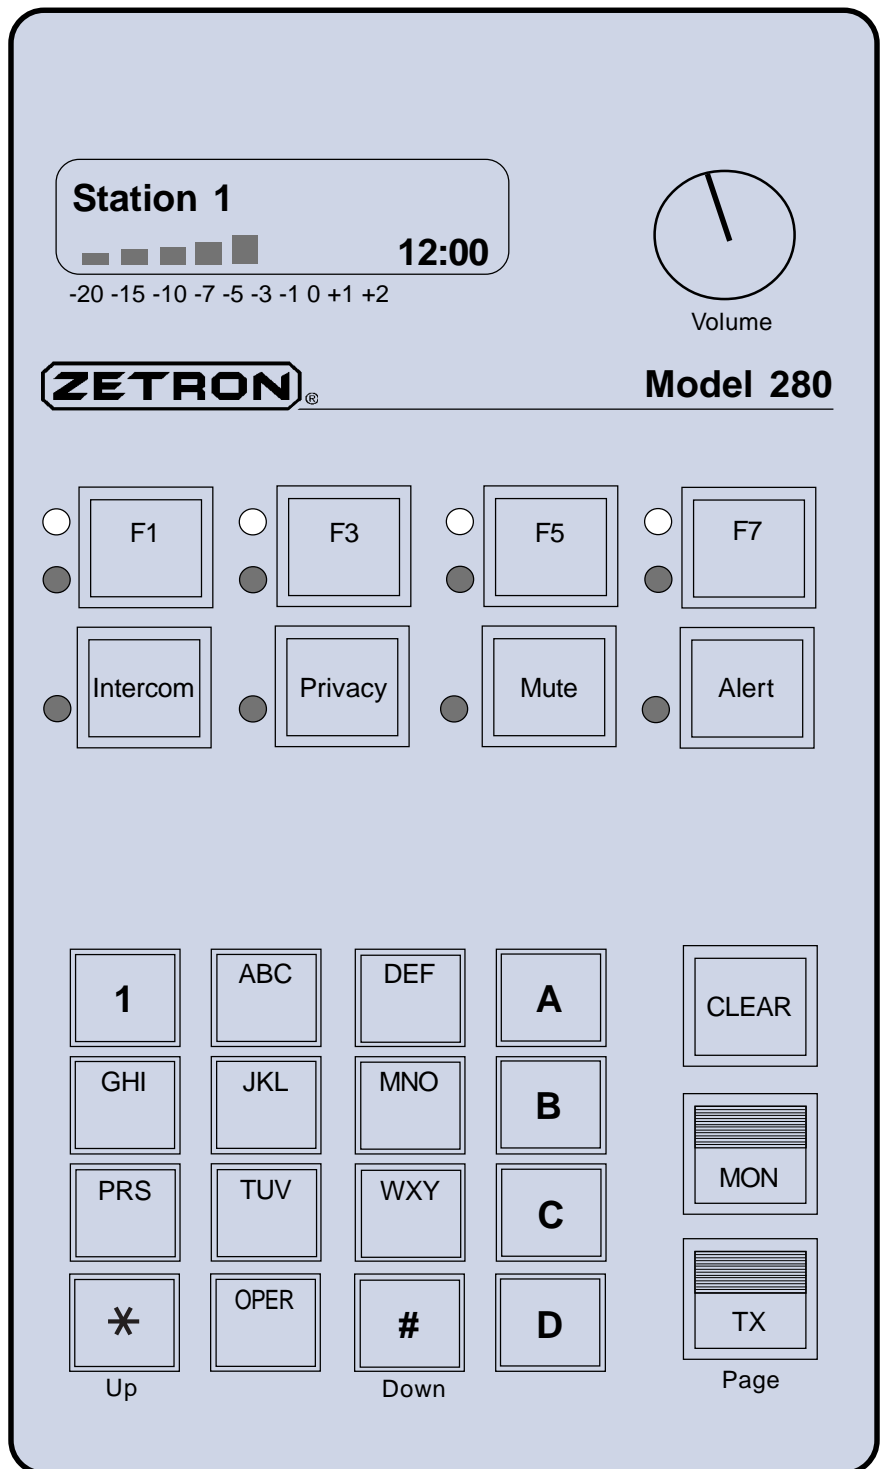 Station 1
12:00
-20 -15 -10 -7 -5 -3 -1 0 +1 +2
Volume
ZETRON®
Model 280
F1 F3 F5 F7
Intercom Privacy Mute Alert
1 ABC DEF A CLEAR
GHI JKL MNO B
MON
PRS TUV WXY C
* OPER # D TX
Up Down Page